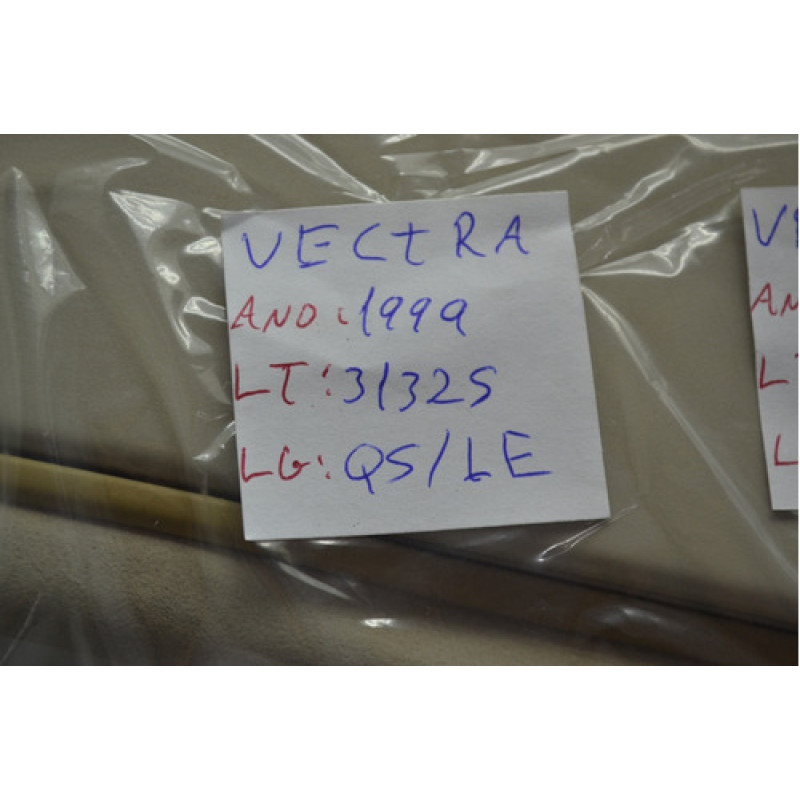 VECTRA
ANO: 1999
LT: 31325
LG: QS/LE